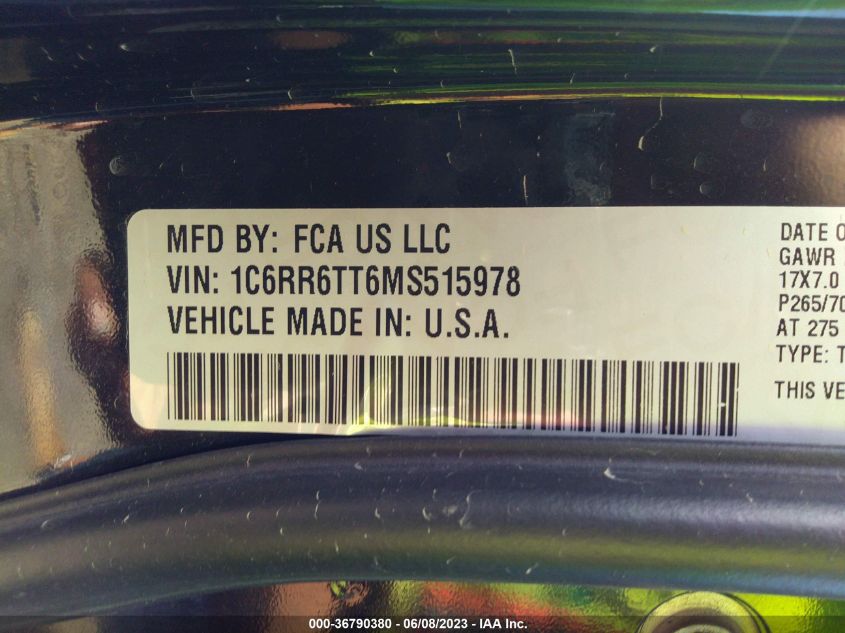 MFD BY: FCA US LLC
VIN: 1C6RR6TT6MS515978
VEHICLE MADE IN: U.S.A.
DATE O
GAWR
17X7.0
P265/70
AT 275
TYPE: T
THIS VE
000-36790380 - 06/08/2023 - IAA Inc.